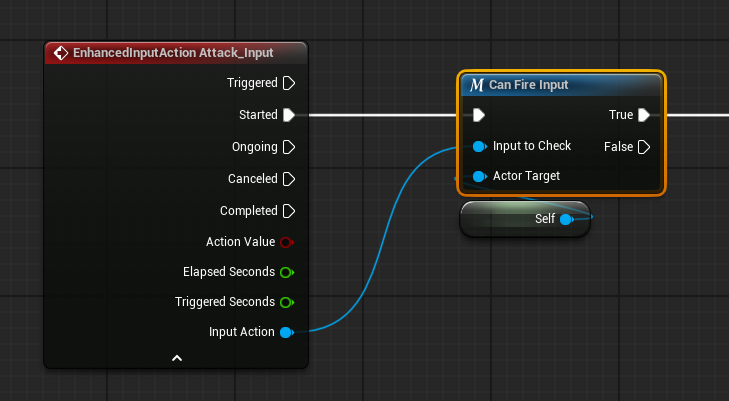 EnhancedInputAction Attack_Input
Triggered
Started
Ongoing
Canceled
Completed
Action Value
Elapsed Seconds
Triggered Seconds
Input Action
Can Fire Input
True
Input to Check
False
Actor Target
Self